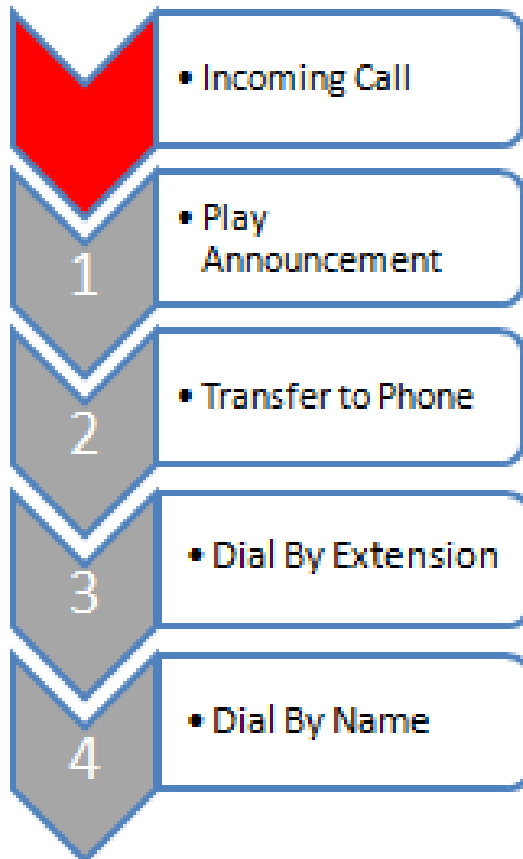 • Incoming Call
• Play
Announcement
1
• Transfer to Phone
2
• Dial By Extension
3
• Dial By Name
4